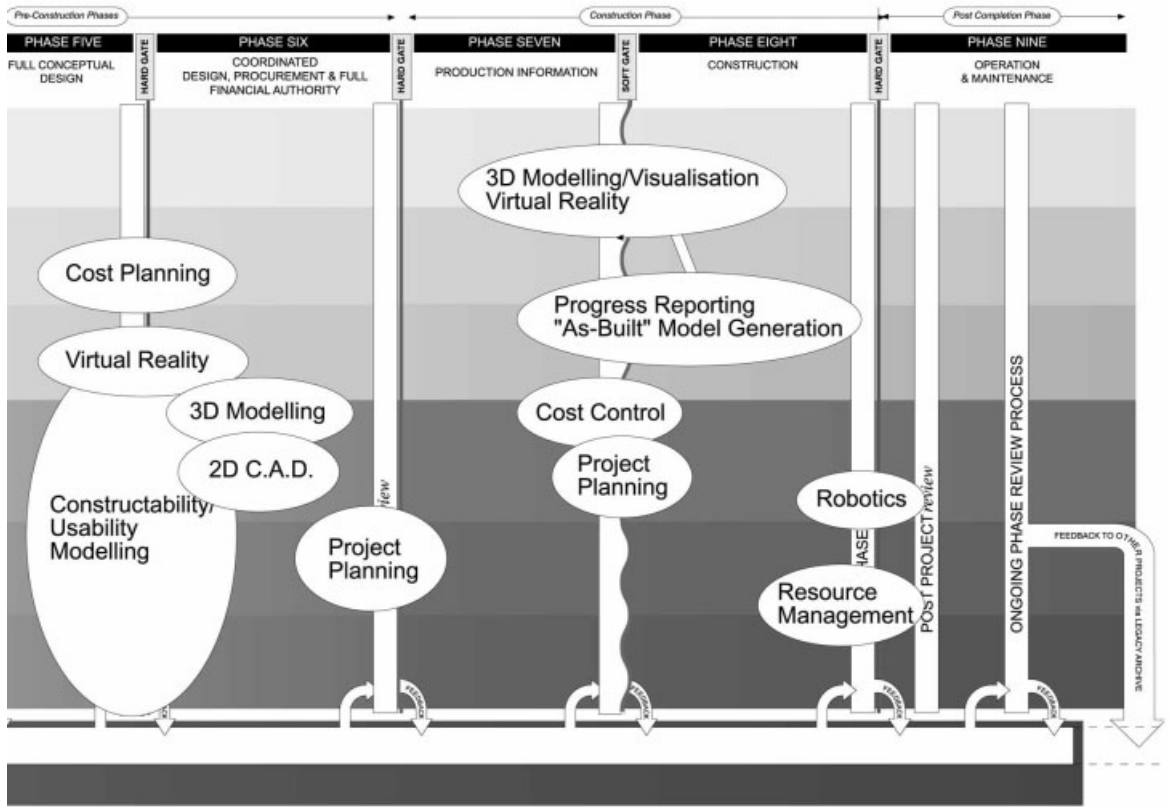 Pre-Construction Phases
Construction Phase
Post Completion Phase
PHASE FIVE
HARD GATE
PHASE SIX
HARD GATE
PHASE SEVEN
SOFT GATE
PHASE EIGHT
HARD GATE
PHASE NINE
FULL CONCEPTUAL
DESIGN
COORDINATED
DESIGN, PROCUREMENT & FULL
FINANCIAL AUTHORITY
PRODUCTION INFORMATION
CONSTRUCTION
OPERATION
& MAINTENANCE
3D Modelling/Visualisation
Virtual Reality
Cost Planning
Progress Reporting
"As-Built" Model Generation
Virtual Reality
3D Modelling
Cost Control
2D C.A.D.
Project
Planning
Constructability/
Usability
Modelling
Robotics
Project
Planning
Resource
Management
POST PROJECT review
ONGOING PHASE REVIEW PROCESS
FEEDBACK TO OTHER PROJECTS via LEGACY ARCHIVE
FEEDBACK
FEEDBACK
FEEDBACK
FEEDBACK